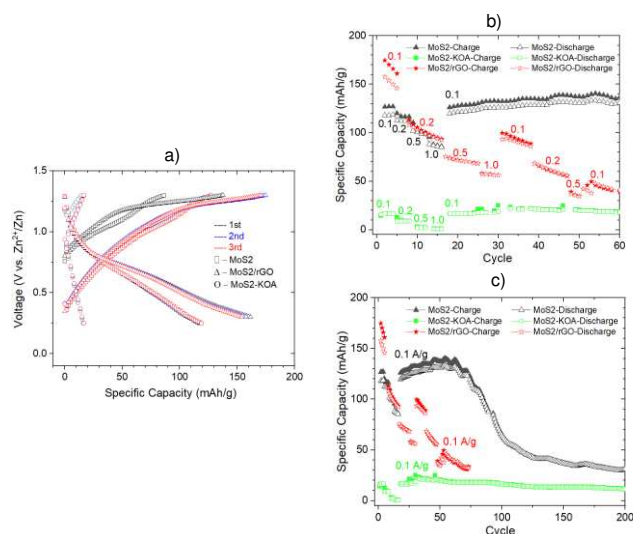 a)
Voltage (V vs. Zn²⁺/Zn)
1.5
1.0
0.5
0.0
1st
2nd
3rd
□ – MoS2
Δ – MoS2/rGO
O – MoS2-KOA
0 50 100 150 200
Specific Capacity (mAh/g)
b)
Specific Capacity (mAh/g)
200
150
100
50
0
MoS2-Charge MoS2-Discharge
MoS2-KOA-Charge MoS2-KOA-Discharge
MoS2/rGO-Charge MoS2/rGO-Discharge
0.1
0.1
0.1 0.2
0.2
0.5
1.0
0.1
0.5
1.0
0.2
0.5
0.1
0.1
0.2
0.5 1.0
0.1
0 10 20 30 40 50 60
Cycle
c)
Specific Capacity (mAh/g)
200
150
100
50
0
MoS2-Charge MoS2-Discharge
MoS2-KOA-Charge MoS2-KOA-Discharge
MoS2/rGO-Charge MoS2/rGO-Discharge
0.1 A/g
0.1 A/g
0.1 A/g
0 50 100 150 200
Cycle